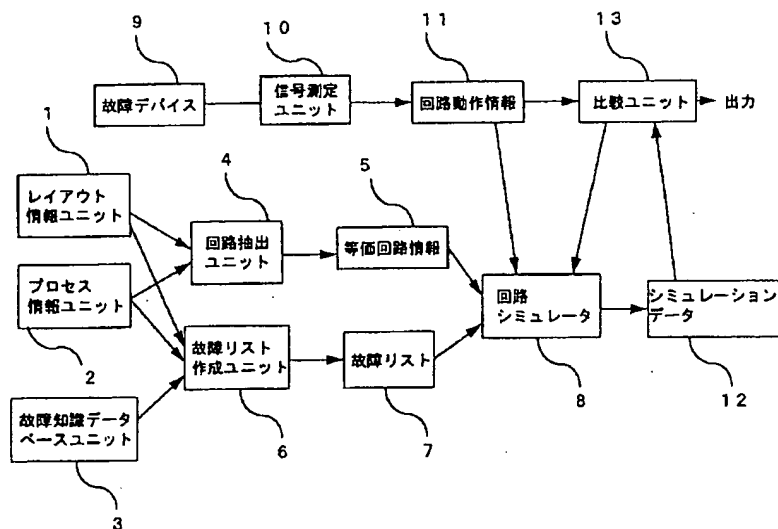 9
10
11
13
故障デバイス
信号測定
ユニット
回路動作情報
比較ユニット
出力
1
レイアウト
情報ユニット
4
回路抽出
ユニット
5
等価回路情報
プロセス
情報ユニット
2
回路
シミュレータ
8
シミュレーション
データ
12
故障リスト
作成ユニット
6
故障リスト
7
故障知識データ
ベースユニット
3